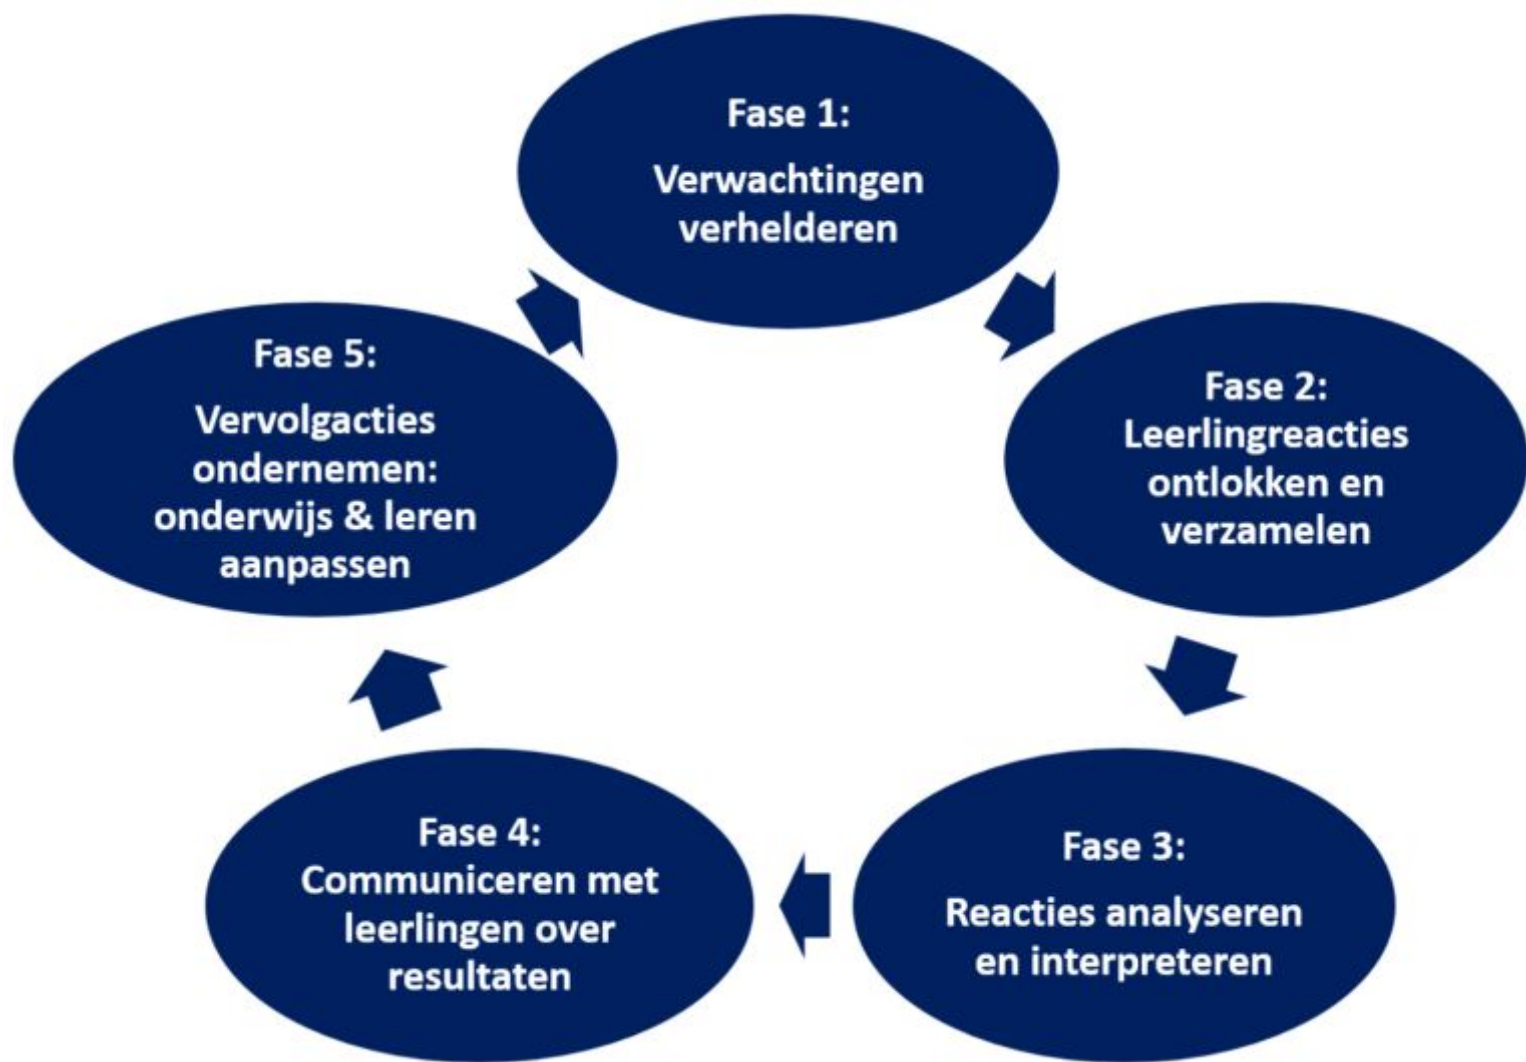 Fase 1:
Verwachtingen
verhelderen
Fase 2:
Leerlingreacties
ontlokken en
verzamelen
Fase 3:
Reacties analyseren
en interpreteren
Fase 4:
Communiceren met
leerlingen over
resultaten
Fase 5:
Vervolgacties
ondernemen:
onderwijs & leren
aanpassen